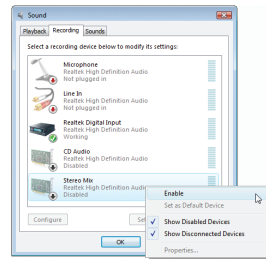 Sound
Playback Recording Sounds
Select a recording device below to modify its settings:
Microphone
Realtek High Definition Audio
Not plugged in
Line In
Realtek High Definition Audio
Not plugged in
Realtek Digital Input
Realtek High Definition Audio
Working
CD Audio
Realtek High Definition Audio
Disabled
Stereo Mix
Realtek High Definition Audio
Disabled
Enable
Set as Default Device
Show Disabled Devices
Show Disconnected Devices
Properties...
Configure
Set
OK